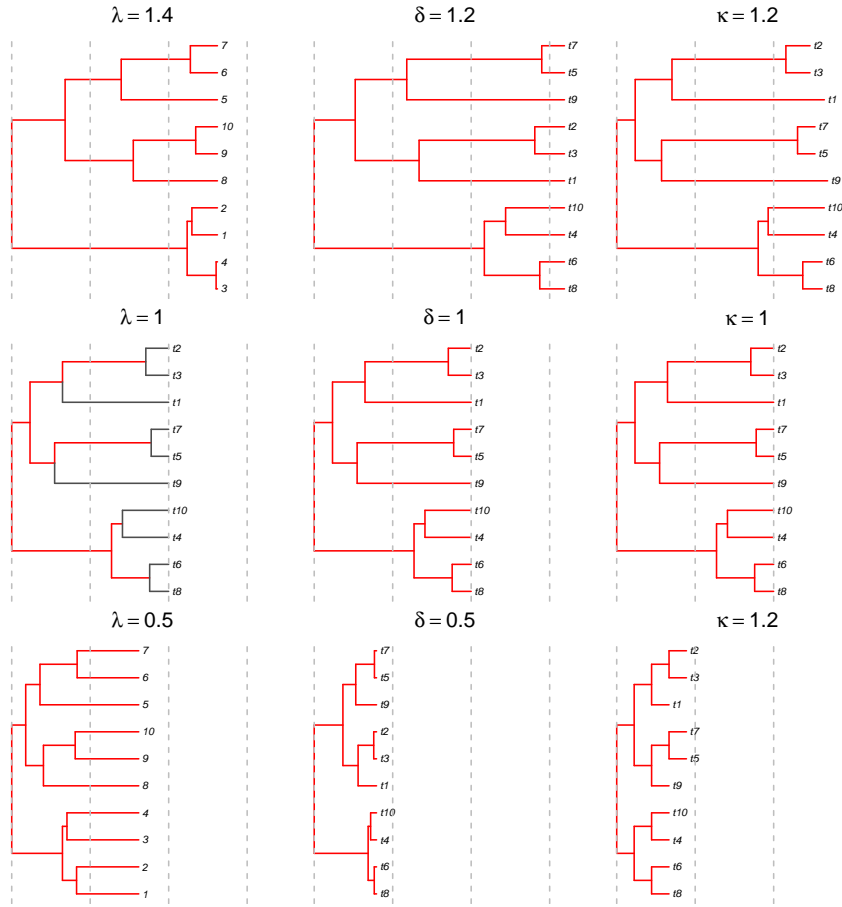 λ = 1.4
7
6
5
10
9
8
2
1
4
3
δ = 1.2
t7
t5
t9
t2
t3
t1
t10
t4
t6
t8
κ = 1.2
t2
t3
t1
t7
t5
t9
t10
t4
t6
t8
λ = 1
t2
t3
t1
t7
t5
t9
t10
t4
t6
t8
δ = 1
t2
t3
t1
t7
t5
t9
t10
t4
t6
t8
κ = 1
t2
t3
t1
t7
t5
t9
t10
t4
t6
t8
λ = 0.5
7
6
5
10
9
8
4
3
2
1
δ = 0.5
t7
t5
t9
t2
t3
t1
t10
t4
t6
t8
κ = 1.2
t2
t3
t1
t7
t5
t9
t10
t4
t6
t8